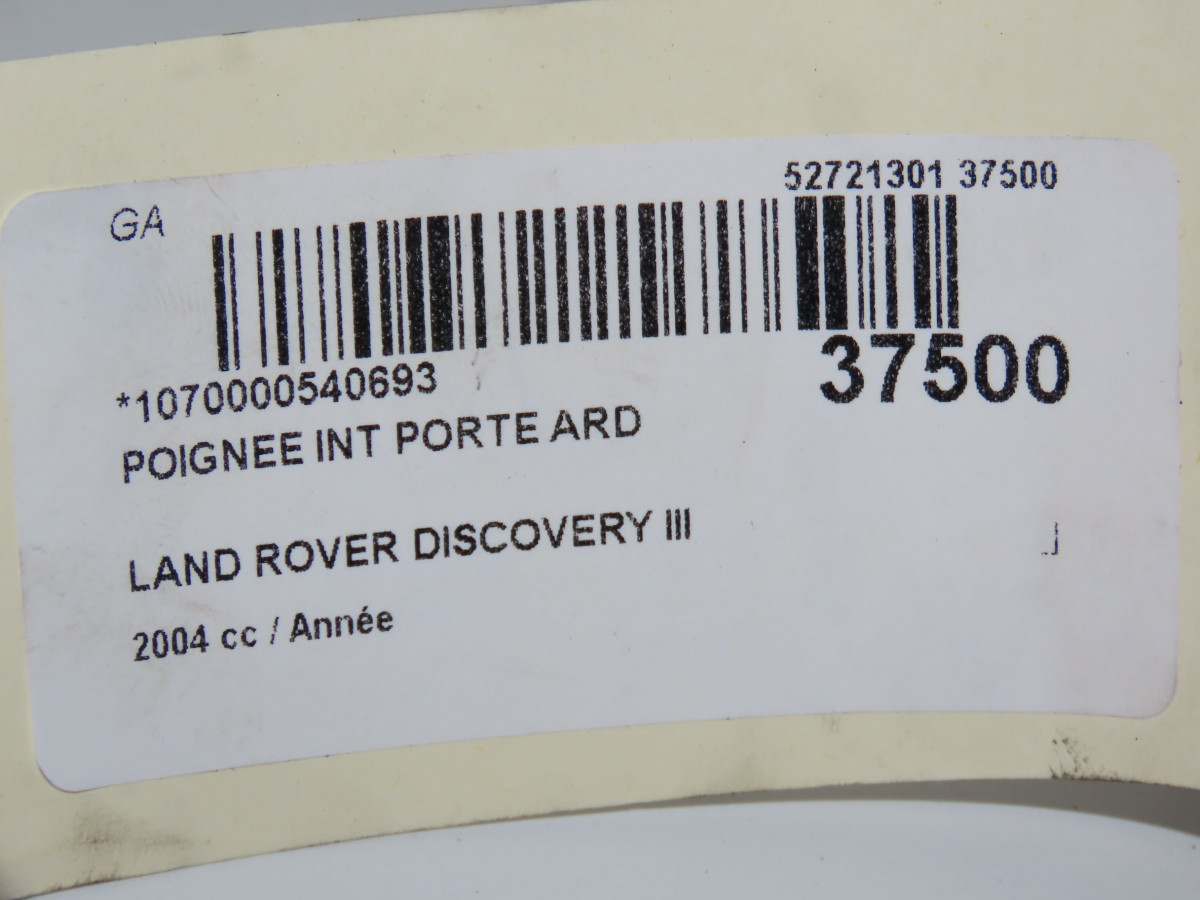 52721301 37500
GA
37500
*1070000540693
POIGNEE INT PORTE ARD
LAND ROVER DISCOVERY III
2004 cc / Année